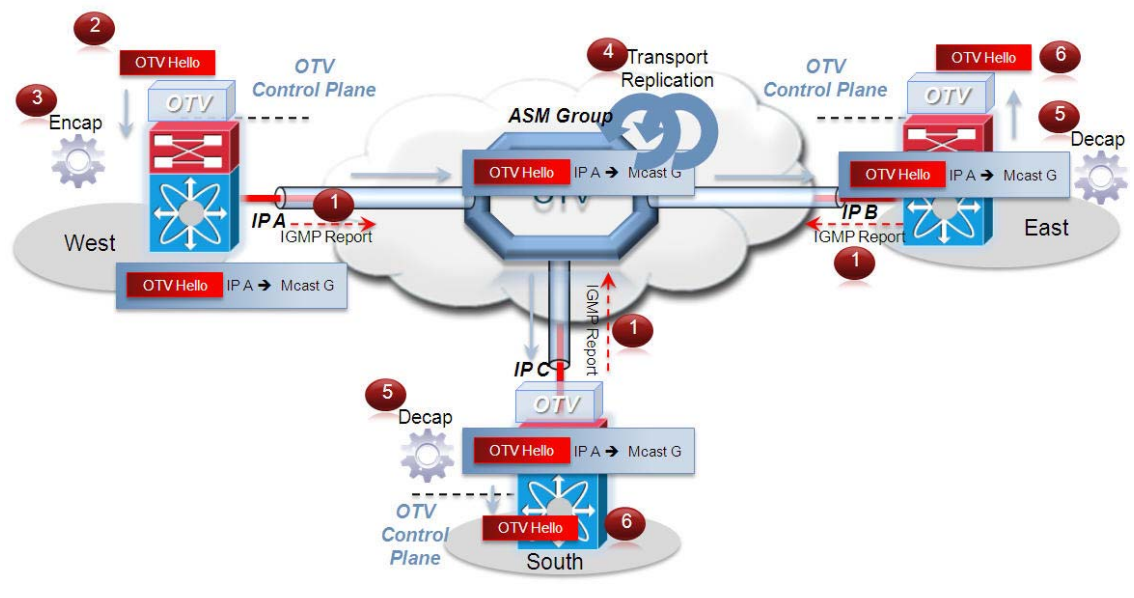 2
OTV Hello
OTV
Control Plane
3
Encap
OTV
4
Transport
Replication
ASM Group
OTV Hello IP A → Mcast G
OTV
OTV
Control Plane
OTV Hello
6
OTV
5
Decap
OTV Hello IP A → Mcast G
IP A
1
IGMP Report
West
OTV Hello IP A → Mcast G
IP B
IGMP Report
1
East
IGMP Report
1
IP C
OTV
5
Decap
OTV Hello IP A → Mcast G
OTV
Control
Plane
OTV Hello
6
South